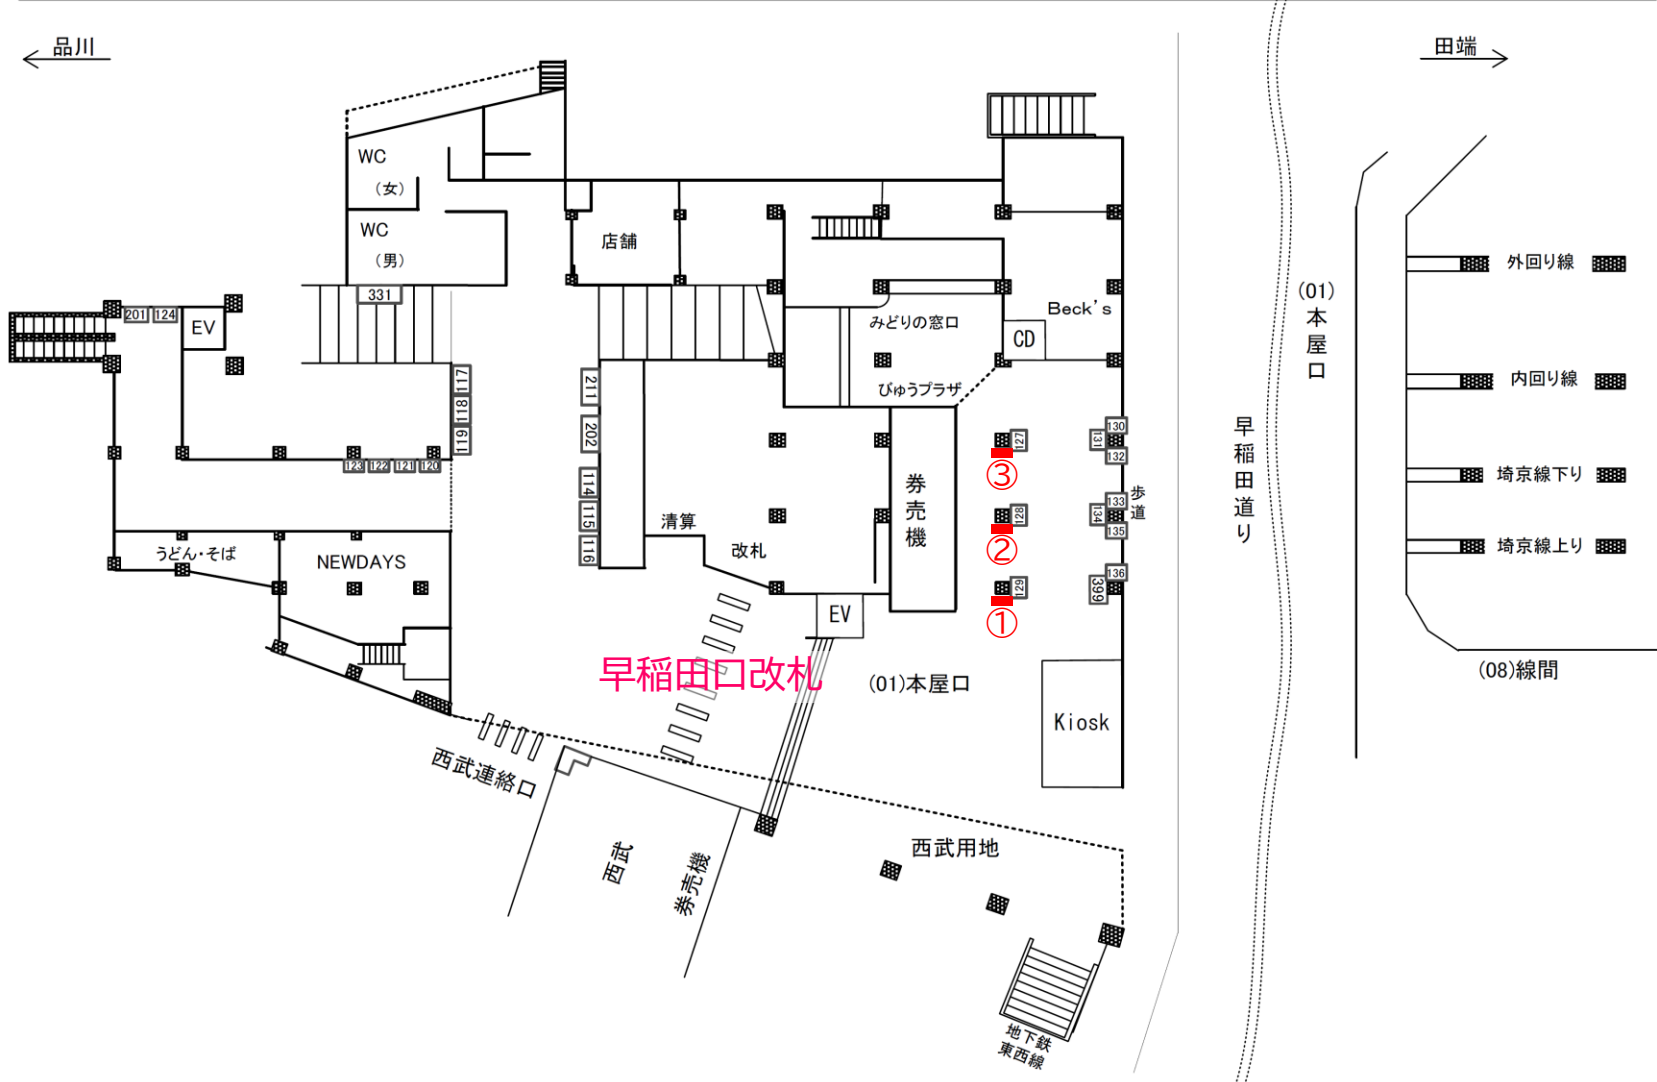 品川
田端
WC
（女）
WC
（男）
店舗
331
201
124
EV
みどりの窓口
Beck's
CD
びゅうプラザ
117
118
119
211
202
114
115
116
123
122
121
120
127
128
129
③
②
①
130
131
132
133
134
135
136
399
歩道
券売機
清算
改札
うどん・そば
NEWDAYS
EV
早稲田口改札
(01)本屋口
Kiosk
西武連絡口
西武
券売機
西武用地
地下鉄
東西線
早稲田道り
(01)
本屋口
外回り線
内回り線
埼京線下り
埼京線上り
(08)線間